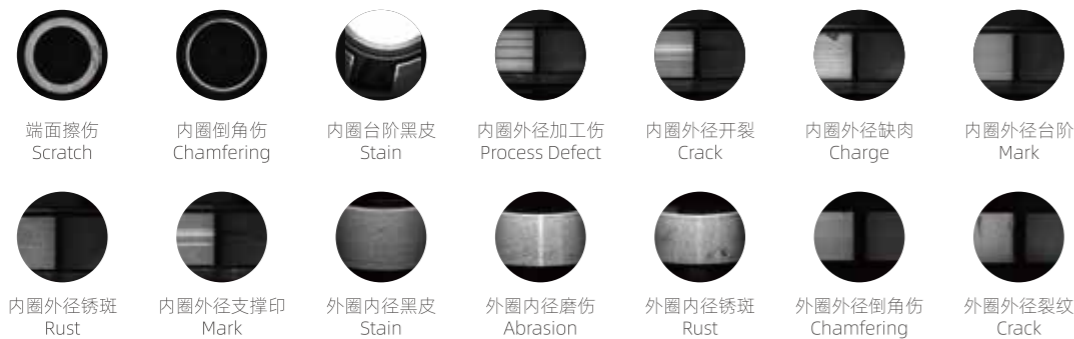 端面擦伤
Scratch
内圈倒角伤
Chamfering
内圈台阶黑皮
Stain
内圈外径加工伤
Process Defect
内圈外径开裂
Crack
内圈外径缺肉
Charge
内圈外径台阶
Mark
内圈外径锈斑
Rust
内圈外径支撑印
Mark
外圈内径黑皮
Stain
外圈内径磨伤
Abrasion
外圈内径锈斑
Rust
外圈外径倒角伤
Chamfering
外圈外径裂纹
Crack